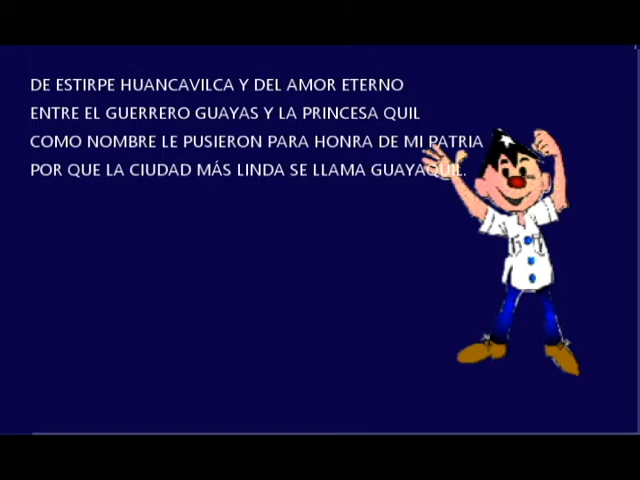 DE ESTIRPE HUANCAVILCA Y DEL AMOR ETERNO
ENTRE EL GUERRERO GUAYAS Y LA PRINCESA QUIL
COMO NOMBRE LE PUSIERON PARA HONRA DE MI PATRIA
POR QUE LA CIUDAD MÁS LINDA SE LLAMA GUAYAQUIL.